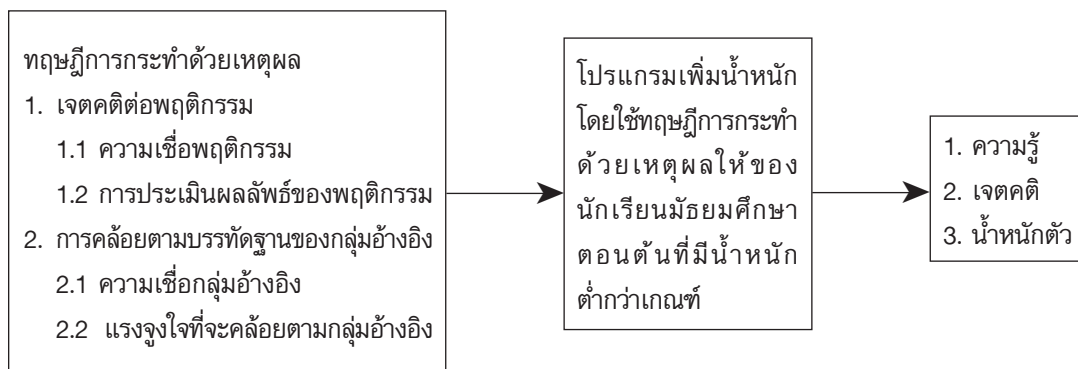 ทฤษฎีการกระทำด้วยเหตุผล
1. เจตคติต่อพฤติกรรม
1.1 ความเชื่อพฤติกรรม
1.2 การประเมินผลลัพธ์ของพฤติกรรม
2. การคล้อยตามบรรทัดฐานของกลุ่มอ้างอิง
2.1 ความเชื่อกลุ่มอ้างอิง
2.2 แรงจูงใจที่จะคล้อยตามกลุ่มอ้างอิง
โปรแกรมเพิ่มน้ำหนัก
โดยใช้ทฤษฎีการกระทำ
ด้วยเหตุผลให้ของ
นักเรียนมัธยมศึกษา
ตอนต้นที่มีน้ำหนัก
ต่ำกว่าเกณฑ์
1. ความรู้
2. เจตคติ
3. น้ำหนักตัว